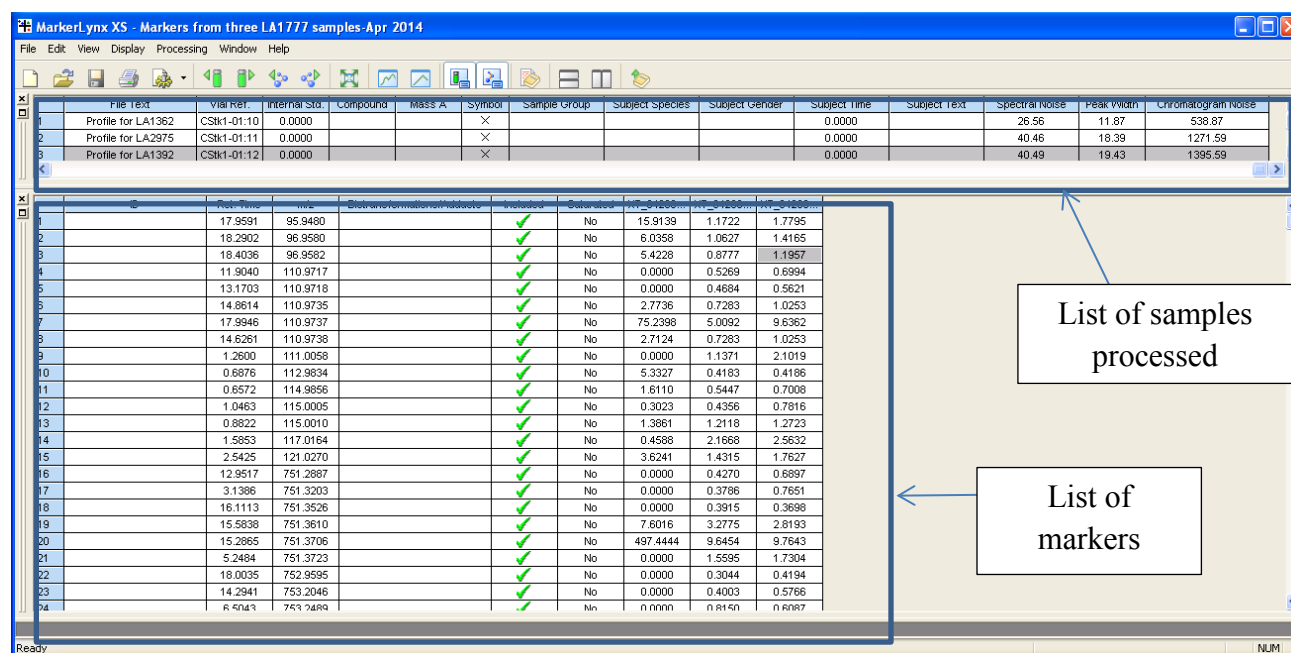 MarkerLynx XS - Markers from three LA1777 samples-Apr 2014
File Edit View Display Processing Window Help
File Text Vial Ref. Internal Std. Compound Mass A Symbol Sample Group Subject Species Subject Gender Subject Time Subject Text Spectral Noise Peak Width Chromatogram Noise
1 Profile for LA1362 CStk1-01:10 0.0000 0.0000 26.56 11.87 538.87
2 Profile for LA2975 CStk1-01:11 0.0000 0.0000 40.46 18.39 1271.59
3 Profile for LA1392 CStk1-01:12 0.0000 0.0000 40.49 19.43 1395.59
ID Ret. Time m/z Biotransformations/Adducts Included Saturated XT_01200... XT_01200... XT_01200...
1 17.9591 95.9480 No 15.9139 1.1722 1.7795
2 18.2902 96.9580 No 6.0358 1.0627 1.4165
3 18.4036 96.9582 No 5.4228 0.8777 1.1957
4 11.9040 110.9717 No 0.0000 0.5269 0.6994
5 13.1703 110.9718 No 0.0000 0.4684 0.5621
6 14.8614 110.9735 No 2.7736 0.7283 1.0253
7 17.9946 110.9737 No 75.2398 5.0092 9.6362
8 14.6261 110.9738 No 2.7124 0.7283 1.0253
9 1.2600 111.0058 No 0.0000 1.1371 2.1019
10 0.6876 112.9834 No 5.3327 0.4183 0.4186
11 0.6572 114.9856 No 1.6110 0.5447 0.7008
12 1.0463 115.0005 No 0.3023 0.4356 0.7816
13 0.8822 115.0010 No 1.3861 1.2118 1.2723
14 1.5853 117.0164 No 0.4588 2.1668 2.5632
15 2.5425 121.0270 No 3.6241 1.4315 1.7627
16 12.9517 751.2887 No 0.0000 0.4270 0.6897
17 3.1386 751.3203 No 0.0000 0.3786 0.7651
18 16.1113 751.3526 No 0.0000 0.3915 0.3698
19 15.5838 751.3610 No 7.6016 3.2775 2.8193
20 15.2865 751.3706 No 497.4444 9.6454 9.7643
21 5.2484 751.3723 No 0.0000 1.5595 1.7304
22 18.0035 752.9595 No 0.0000 0.3044 0.4194
23 14.2941 753.2046 No 0.0000 0.4003 0.5766
24 6.5043 753.2489 No 0.0000 0.8150 0.6087
List of samples
processed
List of
markers
Ready NUM